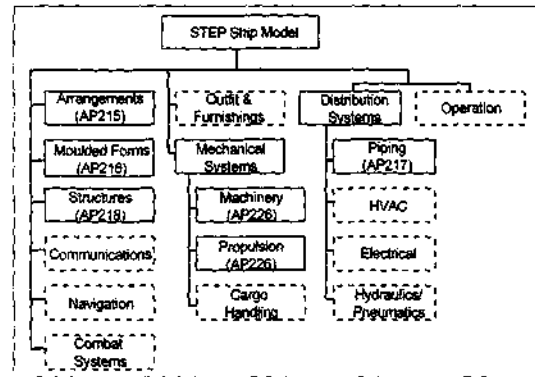 STEP Ship Model
Arrangements
(AP215)
Moulded Forms
(AP216)
Structures
(AP218)
Communications
Navigation
Combat
Systems
Outfit &
Furnishings
Mechanical
Systems
Machinery
(AP226)
Propulsion
(AP226)
Cargo
Handling
Distribution
Systems
Piping
(AP217)
HVAC
Electrical
Hydraulics/
Pneumatics
Operation